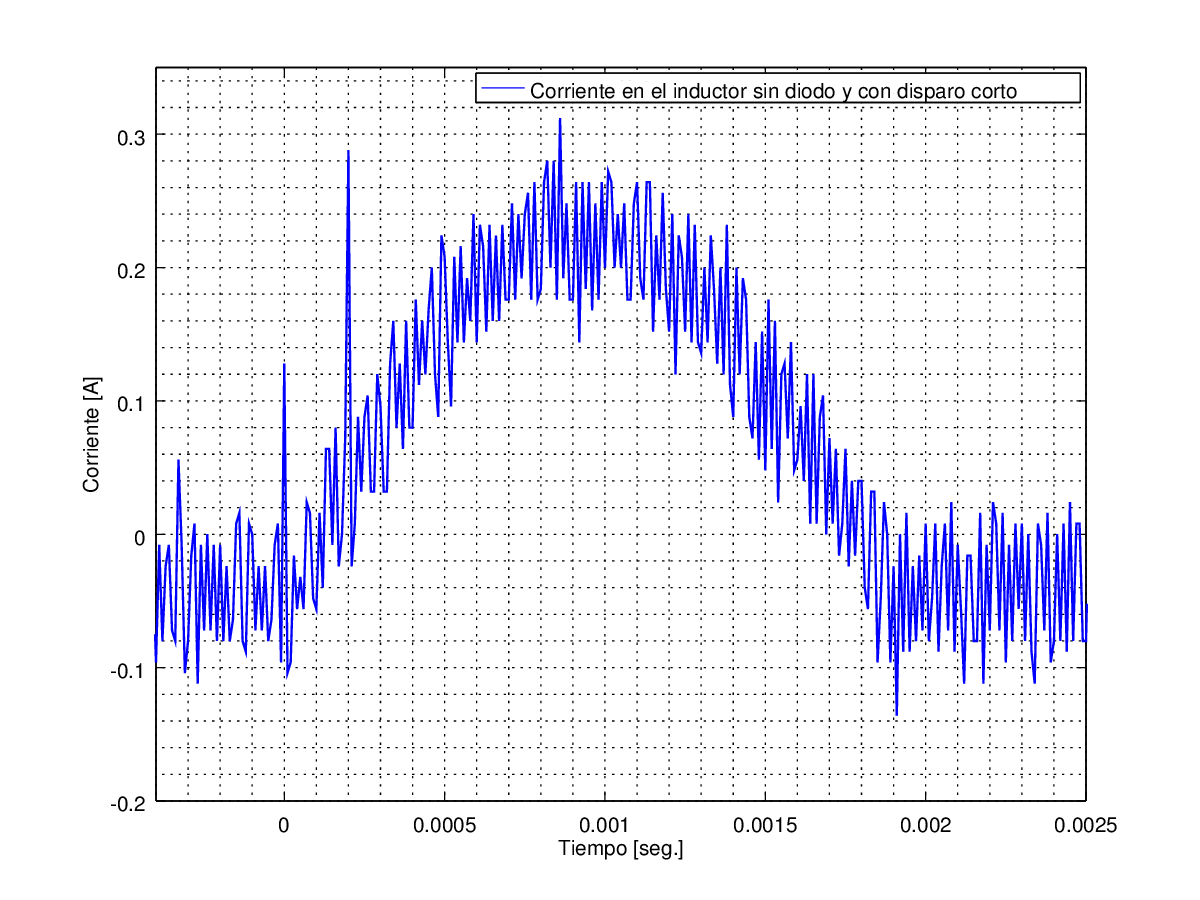 Corriente en el inductor sin diodo y con disparo corto
0.3
0.2
0.1
0
-0.1
-0.2
Corriente [A]
0 0.0005 0.001 0.0015 0.002 0.0025
Tiempo [seg.]